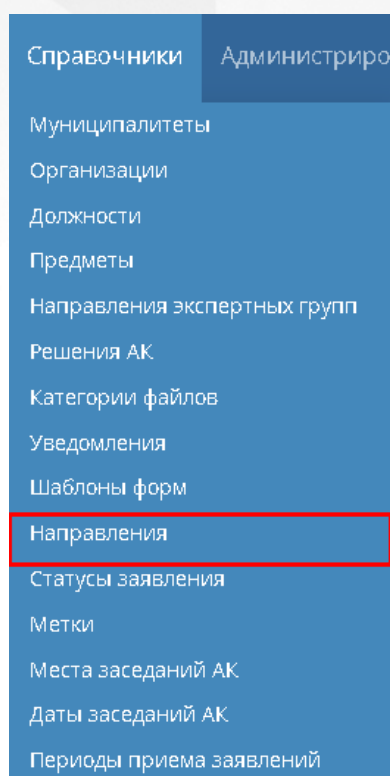 Справочники Администриро
Муниципалитеты
Организации
Должности
Предметы
Направления экспертных групп
Решения АК
Категории файлов
Уведомления
Шаблоны форм
Направления
Статусы заявления
Метки
Места заседаний АК
Даты заседаний АК
Периоды приема заявлений